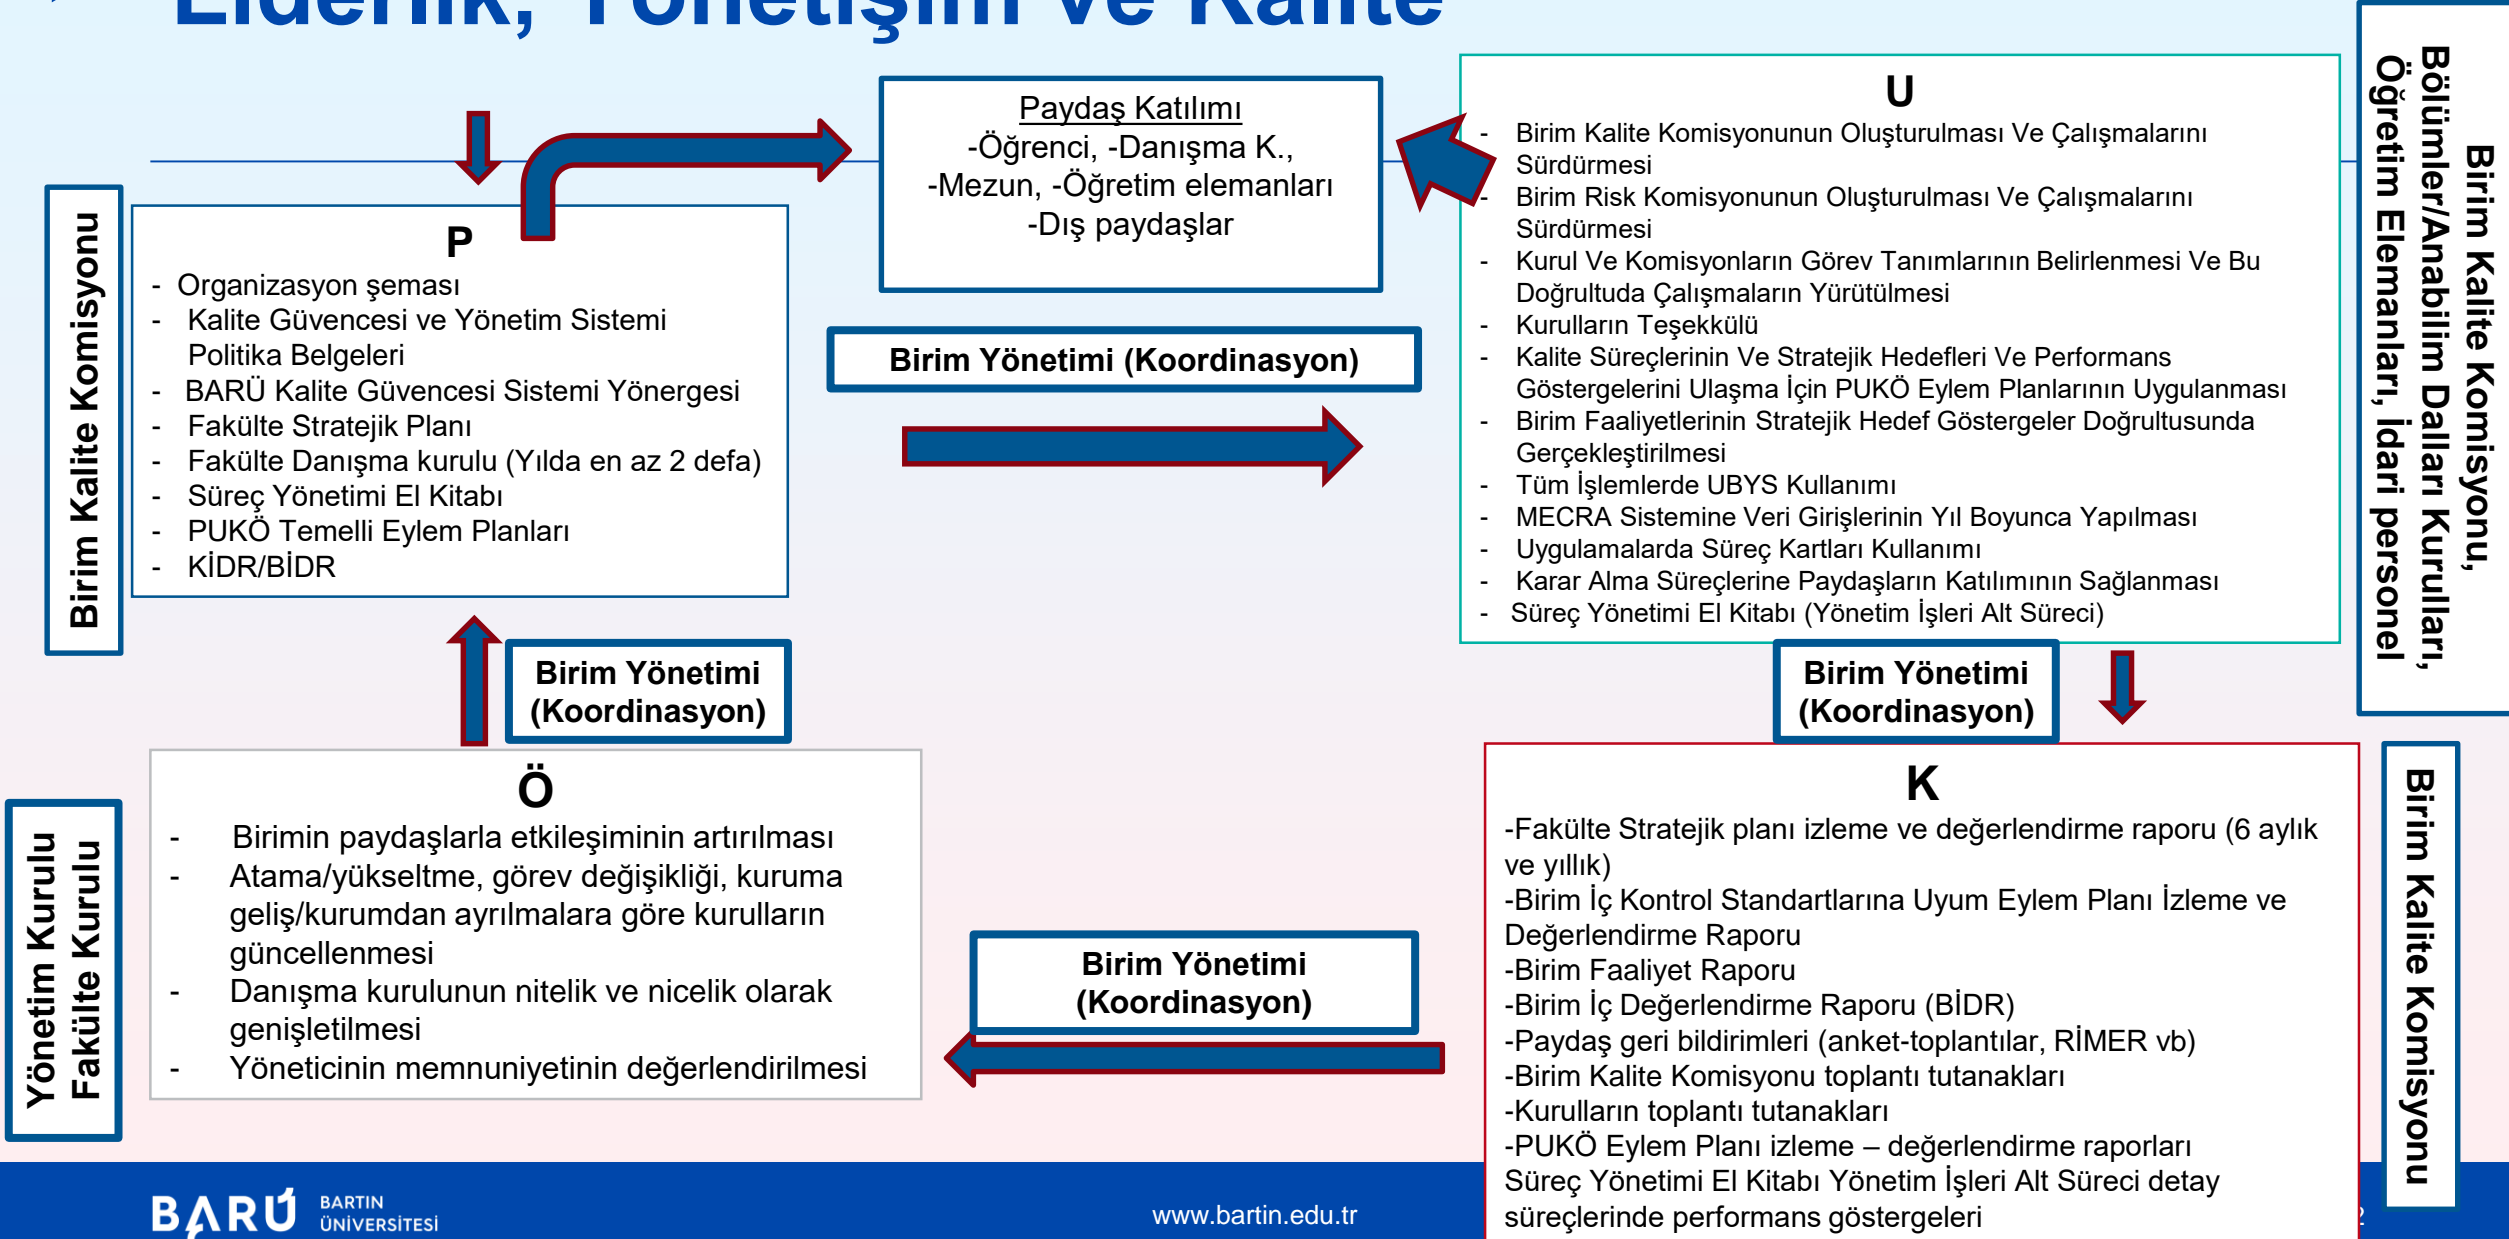 Liderlik, Yönetişim ve Kalite
Paydaş Katılımı
-Öğrenci, -Danışma K.,
-Mezun, -Öğretim elemanları
-Dış paydaşlar
Birim Kalite Komisyonu
P
- Organizasyon şeması
- Kalite Güvencesi ve Yönetim Sistemi
Politika Belgeleri
- BARÜ Kalite Güvencesi Sistemi Yönergesi
- Fakülte Stratejik Planı
- Fakülte Danışma kurulu (Yılda en az 2 defa)
- Süreç Yönetimi El Kitabı
- PUKÖ Temelli Eylem Planları
- KİDR/BİDR
Birim Yönetimi (Koordinasyon)
U
- Birim Kalite Komisyonunun Oluşturulması Ve Çalışmalarını
Sürdürmesi
- Birim Risk Komisyonunun Oluşturulması Ve Çalışmalarını
Sürdürmesi
- Kurul Ve Komisyonların Görev Tanımlarının Belirlenmesi Ve Bu
Doğrultuda Çalışmaların Yürütülmesi
- Kurulların Teşekkülü
- Kalite Süreçlerinin Ve Stratejik Hedefleri Ve Performans
Göstergelerini Ulaşma İçin PUKÖ Eylem Planlarının Uygulanması
- Birim Faaliyetlerinin Stratejik Hedef Göstergeler Doğrultusunda
Gerçekleştirilmesi
- Tüm İşlemlerde UBYS Kullanımı
- MECRA Sistemine Veri Girişlerinin Yıl Boyunca Yapılması
- Uygulamalarda Süreç Kartları Kullanımı
- Karar Alma Süreçlerine Paydaşların Katılımının Sağlanması
- Süreç Yönetimi El Kitabı (Yönetim İşleri Alt Süreci)
Birim Kalite Komisyonu,
Bölümler/Anabilim Dalları Kurulları,
Öğretim Elemanları, İdari personel
Birim Yönetimi
(Koordinasyon)
Birim Yönetimi
(Koordinasyon)
Yönetim Kurulu
Fakülte Kurulu
Ö
- Birimin paydaşlarla etkileşiminin artırılması
- Atama/yükseltme, görev değişikliği, kuruma
geliş/kurumdan ayrılmalara göre kurulların
güncellenmesi
- Danışma kurulunun nitelik ve nicelik olarak
genişletilmesi
- Yöneticinin memnuniyetinin değerlendirilmesi
Birim Yönetimi
(Koordinasyon)
K
-Fakülte Stratejik planı izleme ve değerlendirme raporu (6 aylık
ve yıllık)
-Birim İç Kontrol Standartlarına Uyum Eylem Planı İzleme ve
Değerlendirme Raporu
-Birim Faaliyet Raporu
-Birim İç Değerlendirme Raporu (BİDR)
-Paydaş geri bildirimleri (anket-toplantılar, RİMER vb)
-Birim Kalite Komisyonu toplantı tutanakları
-Kurulların toplantı tutanakları
-PUKÖ Eylem Planı izleme – değerlendirme raporları
Süreç Yönetimi El Kitabı Yönetim İşleri Alt Süreci detay
süreçlerinde performans göstergeleri
Birim Kalite Komisyonu
BARÜ
BARTIN
ÜNİVERSİTESİ
www.bartin.edu.tr